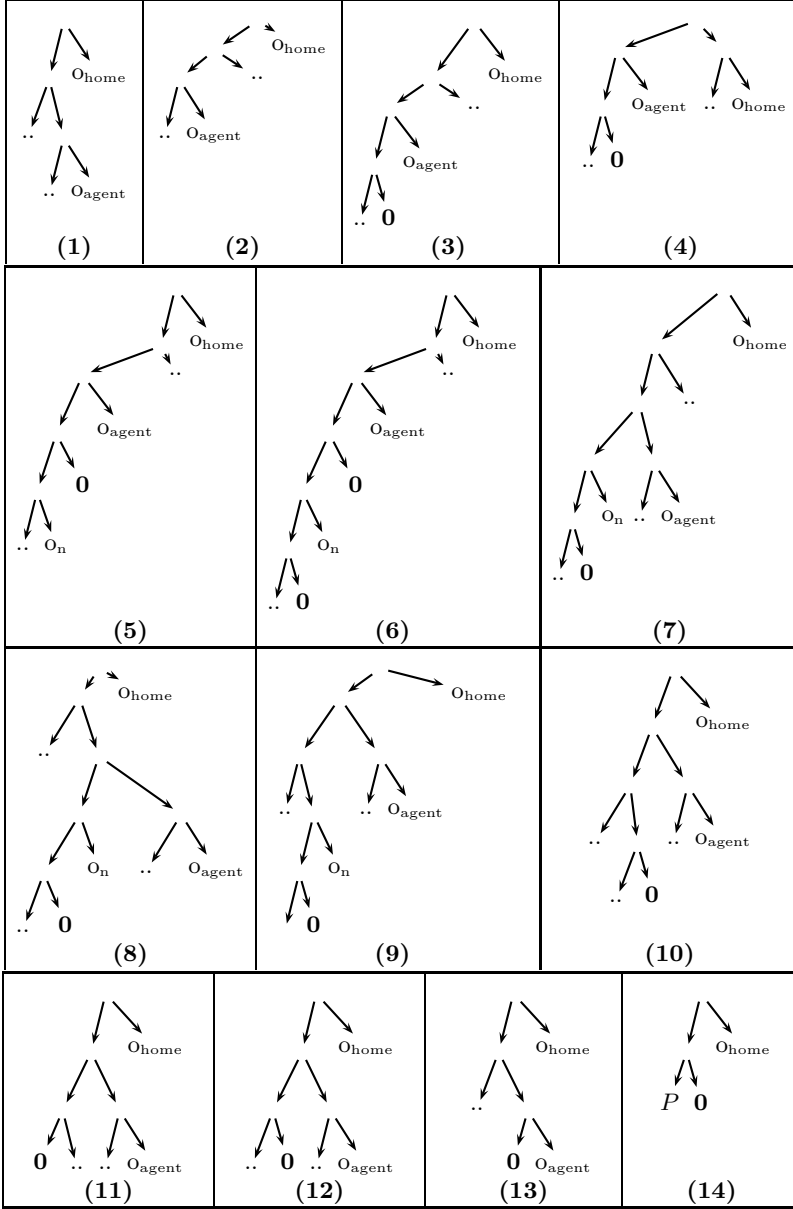 O_home
.. 
.. O_agent
(1)
O_home
..
.. O_agent
(2)
O_home
..
O_agent
.. 0
(3)
O_agent .. O_home
.. 0
(4)
O_home
..
O_agent
0
.. O_n
(5)
O_home
..
O_agent
0
O_n
.. 0
(6)
O_home
..
O_n .. O_agent
.. 0
(7)
O_home
..
O_n .. O_agent
.. 0
(8)
O_home
.. .. O_agent
O_n
0
(9)
O_home
.. .. O_agent
.. 0
(10)
O_home
0 .. .. O_agent
(11)
O_home
.. 0 .. O_agent
(12)
O_home
..
0 O_agent
(13)
O_home
P 0
(14)